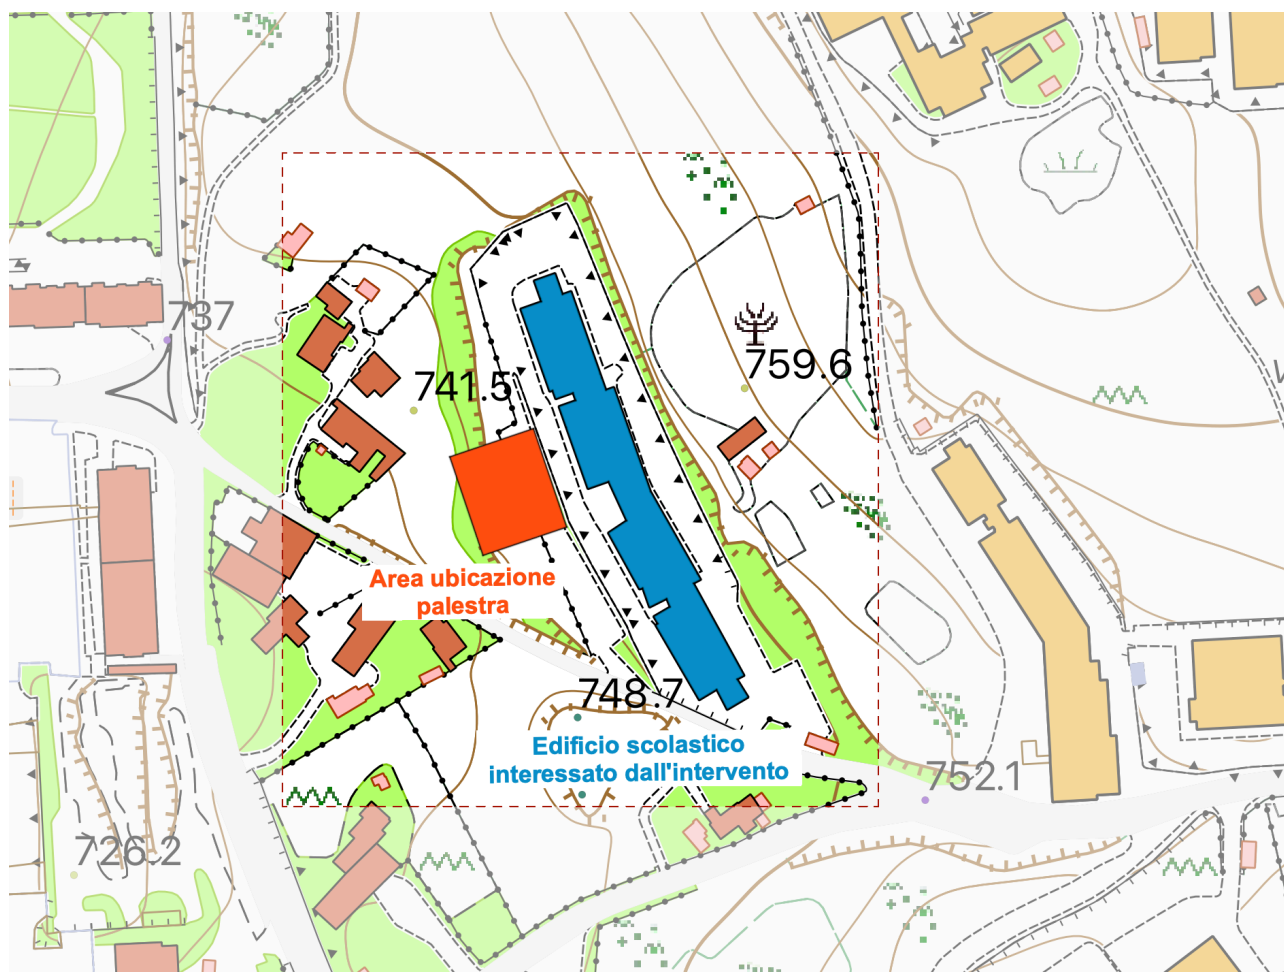 737
759.6
741.5
Area ubicazione
palestra
748.7
Edificio scolastico
interessato dall'intervento
752.1
726.2